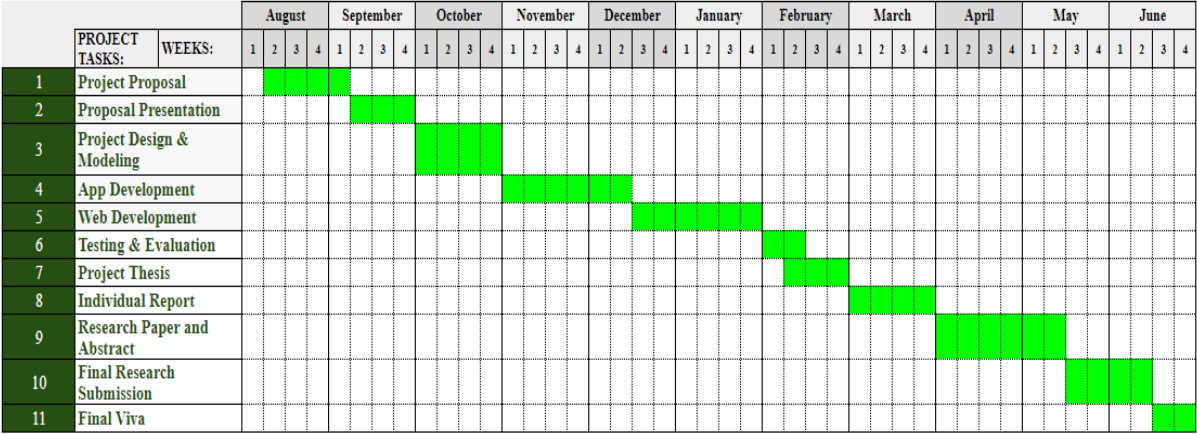 August September October November December January February March April May June
PROJECT TASKS: WEEKS: 1 2 3 4 1 2 3 4 1 2 3 4 1 2 3 4 1 2 3 4 1 2 3 4 1 2 3 4 1 2 3 4 1 2 3 4 1 2 3 4 1 2 3 4
1 Project Proposal
2 Proposal Presentation
3 Project Design &
Modeling
4 App Development
5 Web Development
6 Testing & Evaluation
7 Project Thesis
8 Individual Report
9 Research Paper and
Abstract
10 Final Research
Submission
11 Final Viva